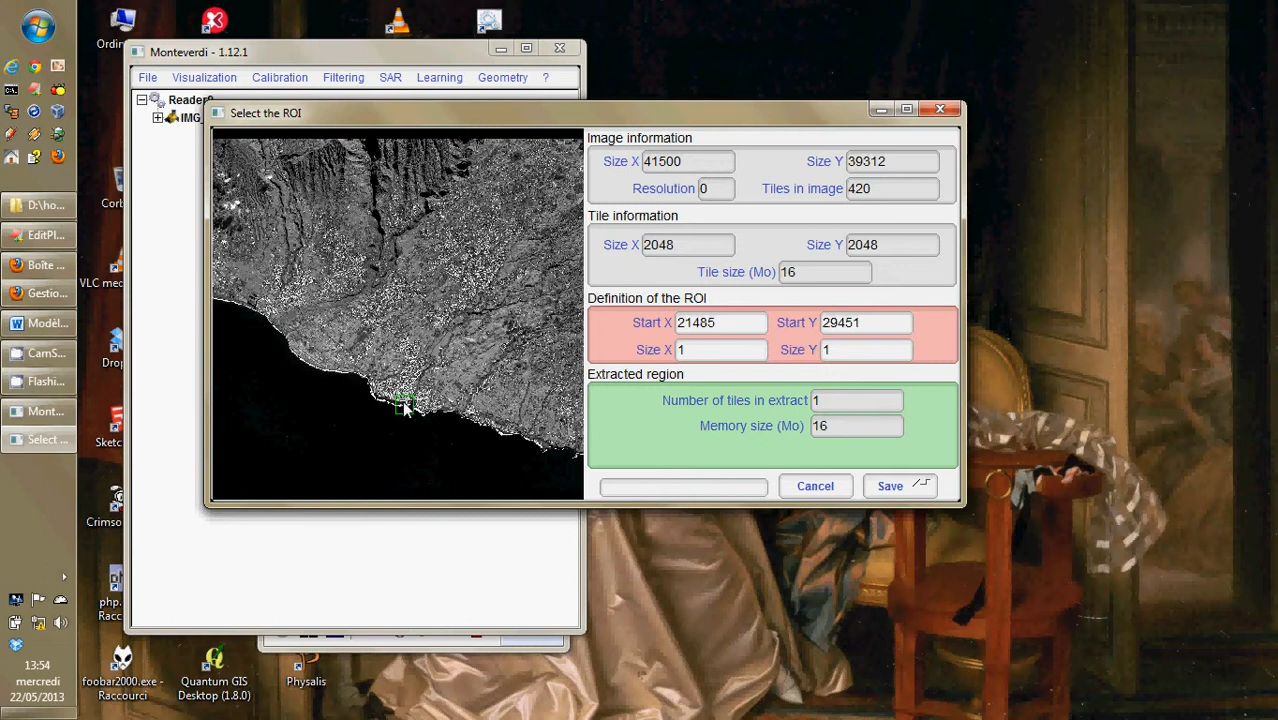 Ordin
Corb
VLC med
Drop
Sketc
Crimso
php.
Racco
foobar2000.exe -
Raccourci
Quantum GIS
Desktop (1.8.0)
Physalis
D:\ho...
EditPl...
Boîte ...
Gestio...
Modèl...
CamS...
Flashi...
Mont...
Select ...
13:54
mercredi
22/05/2013
Monteverdi - 1.12.1
File Visualization Calibration Filtering SAR Learning Geometry ?
Reader0
IMG_
Select the ROI
Image information
Size X 41500 Size Y 39312
Resolution 0 Tiles in image 420
Tile information
Size X 2048 Size Y 2048
Tile size (Mo) 16
Definition of the ROI
Start X 21485 Start Y 29451
Size X 1 Size Y 1
Extracted region
Number of tiles in extract 1
Memory size (Mo) 16
Cancel Save